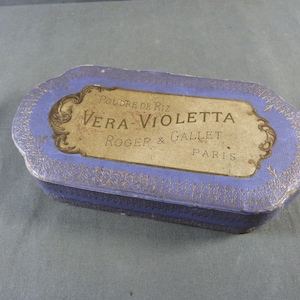 POUDRE DE RIZ
VERA-VIOLETTA
ROGER & GALLET
PARIS